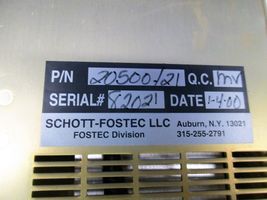 P/N 20500/21 Q.C. MV
SERIAL# 82021 DATE 1-4-00
SCHOTT-FOSTEC LLC Auburn, N.Y. 13021
FOSTEC Division 315-255-2791